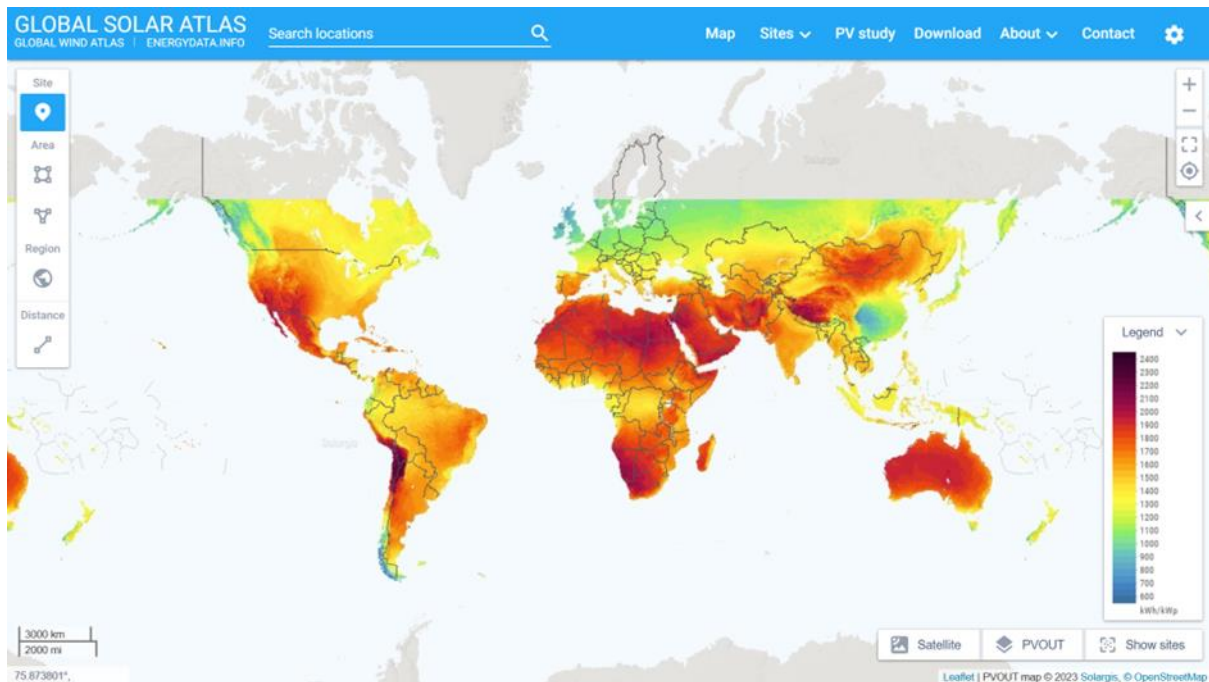 GLOBAL SOLAR ATLAS
GLOBAL WIND ATLAS | ENERGYDATA.INFO
Search locations
Map Sites PV study Download About Contact
Site
Area
Region
Distance
Solargis
Solargis
Legend
2400
2300
2200
2100
2000
1900
1800
1700
1600
1500
1400
1300
1200
1100
1000
900
800
700
600
kWh/kWp
3000 km
2000 mi
75.873801°,
Satellite PVOUT Show sites
Leaflet | PVOUT map © 2023 Solargis, © OpenStreetMap